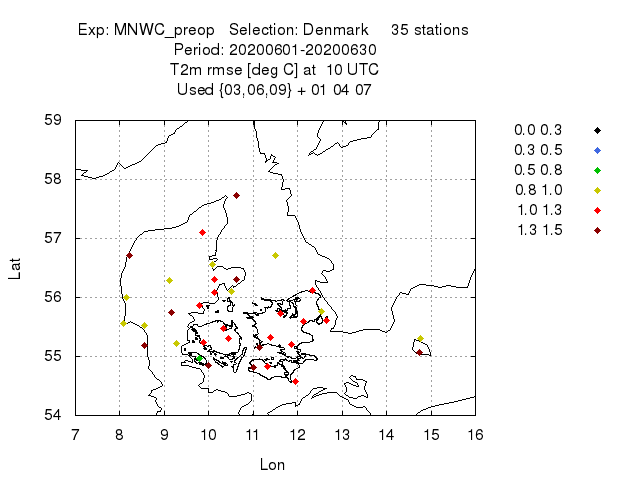 Exp: MNWC_preop   Selection: Denmark     35 stations
Period: 20200601-20200630
T2m rmse [deg C] at  10 UTC
Used {03,06,09} + 01 04 07
59
58
57
56
55
54
Lat
7 8 9 10 11 12 13 14 15 16
Lon
0.0 0.3
0.3 0.5
0.5 0.8
0.8 1.0
1.0 1.3
1.3 1.5